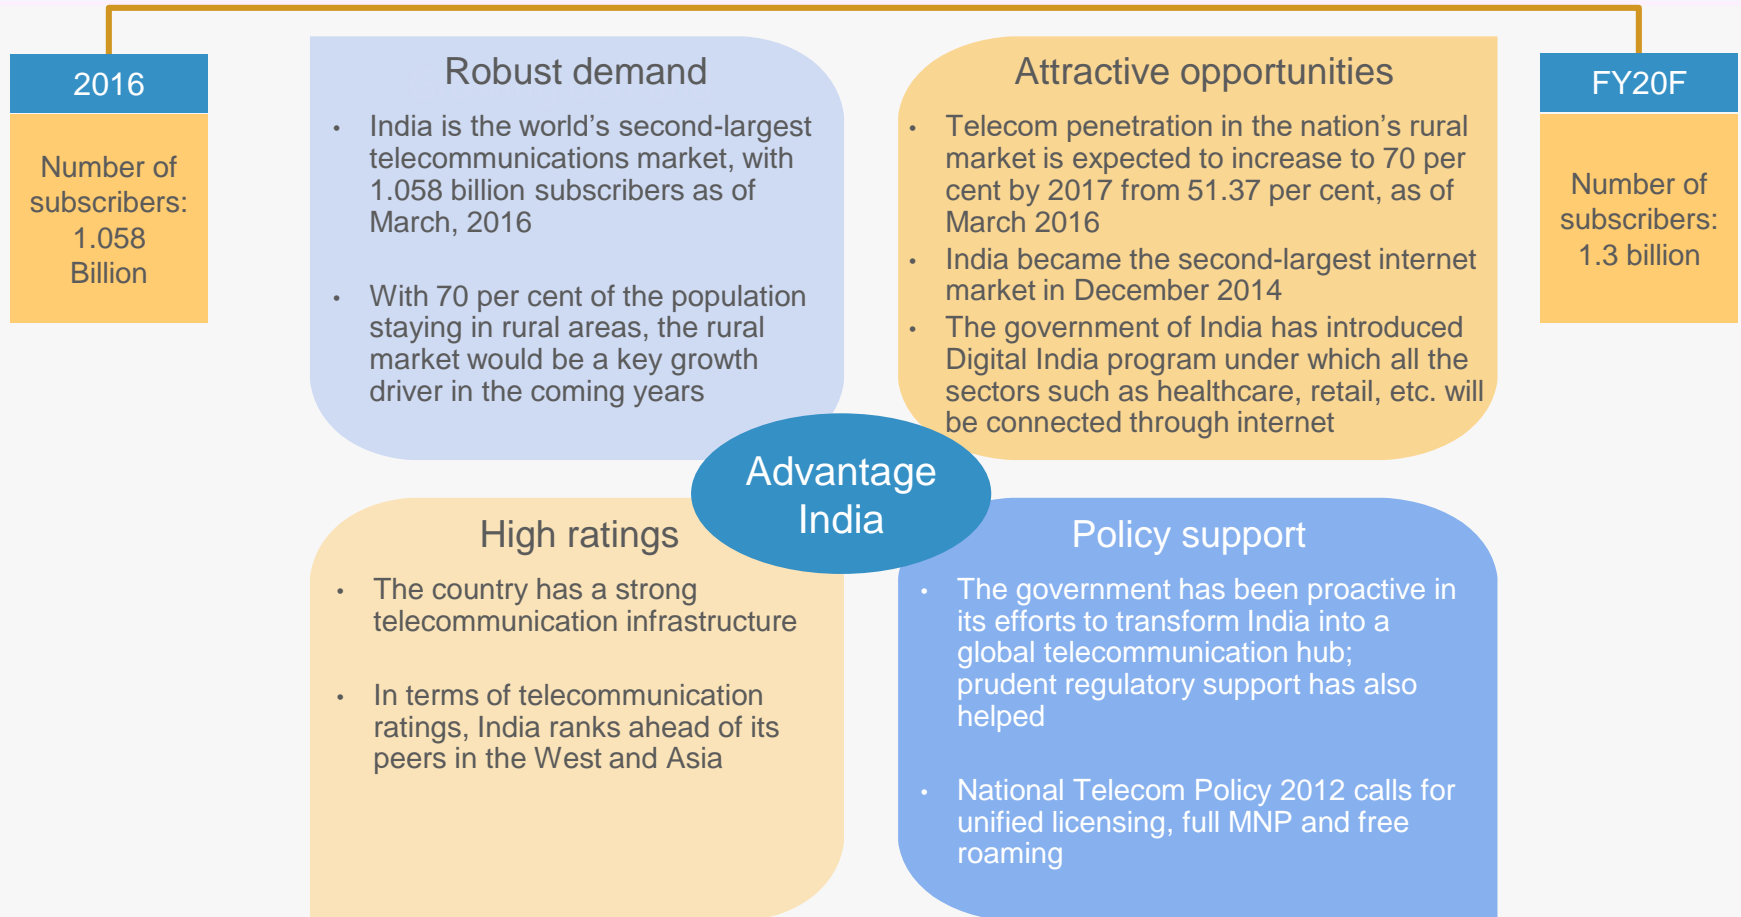 2016
Number of
subscribers:
1.058
Billion
Robust demand
• India is the world's second-largest
telecommunications market, with
1.058 billion subscribers as of
March, 2016
• With 70 per cent of the population
staying in rural areas, the rural
market would be a key growth
driver in the coming years
Attractive opportunities
• Telecom penetration in the nation's rural
market is expected to increase to 70 per
cent by 2017 from 51.37 per cent, as of
March 2016
• India became the second-largest internet
market in December 2014
• The government of India has introduced
Digital India program under which all the
sectors such as healthcare, retail, etc. will
be connected through internet
FY20F
Number of
subscribers:
1.3 billion
Advantage
India
High ratings
• The country has a strong
telecommunication infrastructure
• In terms of telecommunication
ratings, India ranks ahead of its
peers in the West and Asia
Policy support
• The government has been proactive in
its efforts to transform India into a
global telecommunication hub;
prudent regulatory support has also
helped
• National Telecom Policy 2012 calls for
unified licensing, full MNP and free
roaming